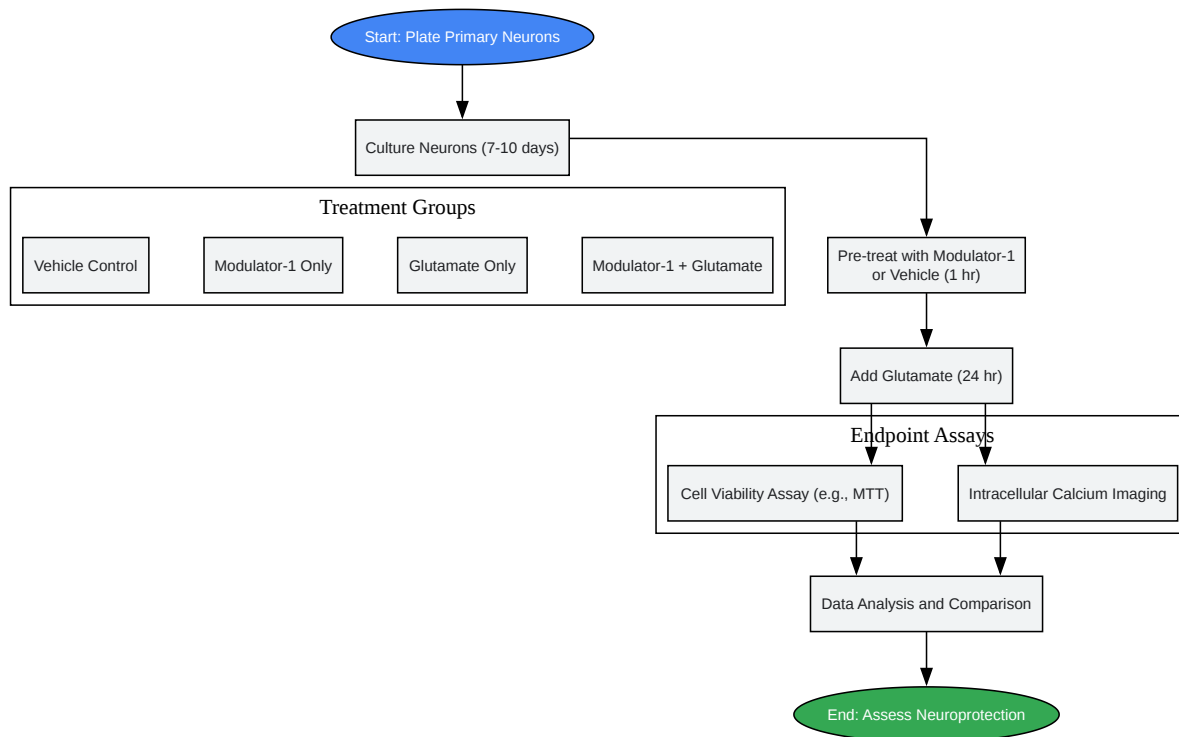 Start: Plate Primary Neurons
Culture Neurons (7-10 days)
Treatment Groups
Vehicle Control
Modulator-1 Only
Glutamate Only
Modulator-1 + Glutamate
Pre-treat with Modulator-1
or Vehicle (1 hr)
Add Glutamate (24 hr)
Endpoint Assays
Cell Viability Assay (e.g., MTT)
Intracellular Calcium Imaging
Data Analysis and Comparison
End: Assess Neuroprotection